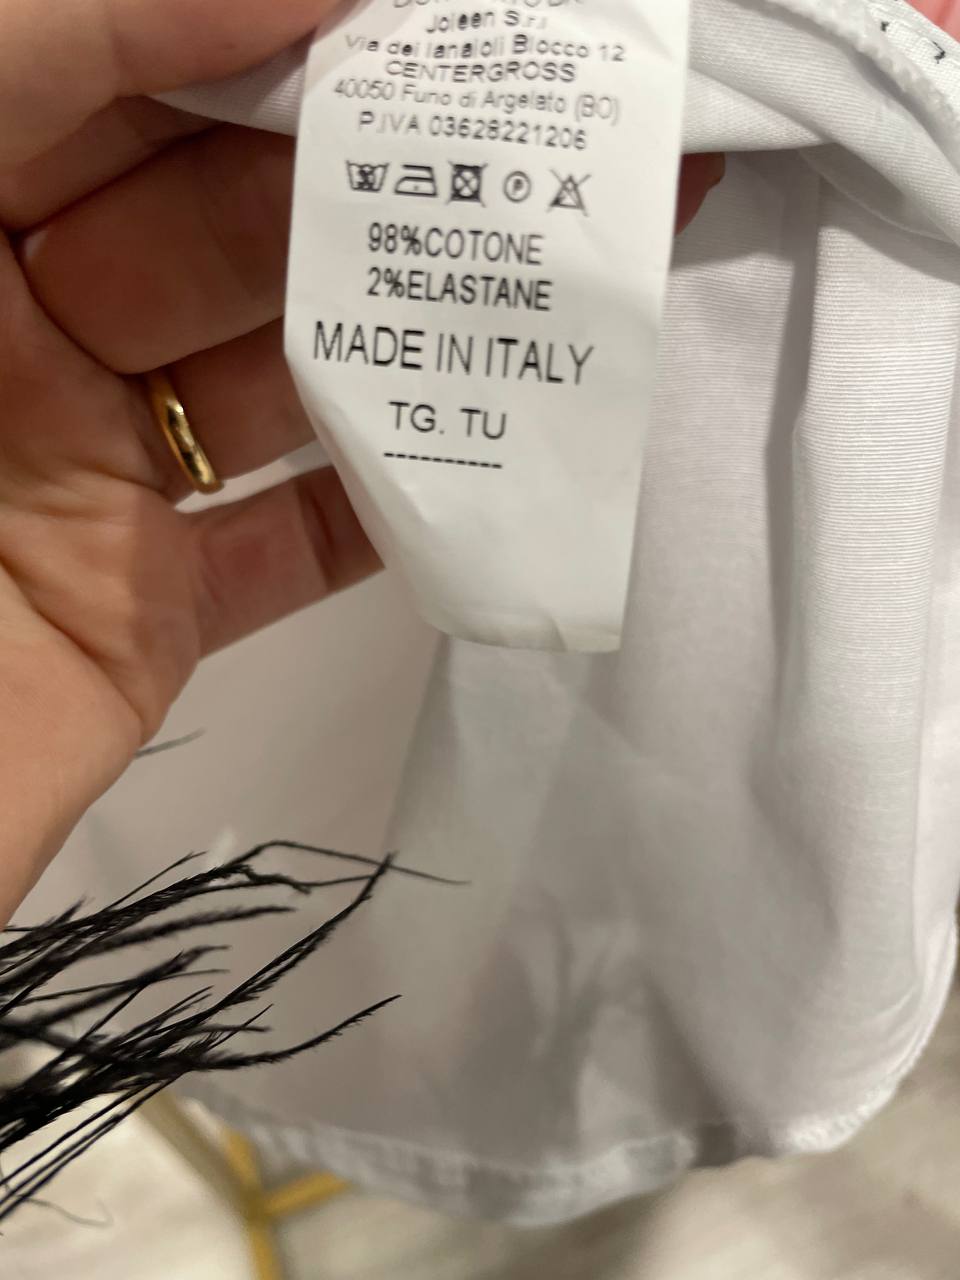 Joleen S.r.l
Via dei lanaioli Blocco 12
CENTERGROSS
40050 Funo di Argelato (BO)
P.IVA 03628221206
P
98%COTONE
2%ELASTANE
MADE IN ITALY
TG. TU
----------